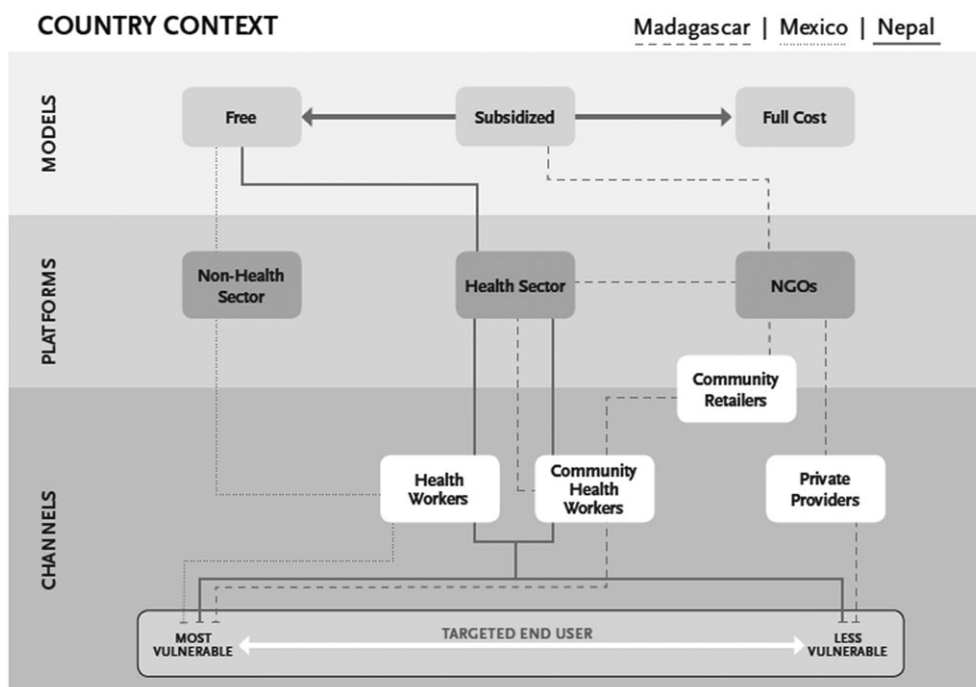 COUNTRY CONTEXT
Madagascar | Mexico | Nepal
MODELS
Free
Subsidized
Full Cost
PLATFORMS
Non-Health
Sector
Health Sector
NGOs
Community
Retailers
CHANNELS
Health
Workers
Community
Health
Workers
Private
Providers
TARGETED END USER
MOST
VULNERABLE
LESS
VULNERABLE